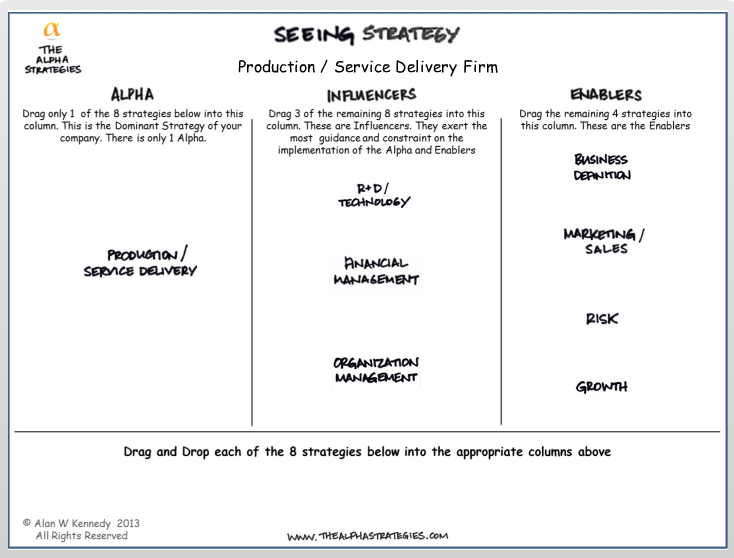 α
THE
ALPHA
STRATEGIES
SEEING STRATEGY
Production / Service Delivery Firm
ALPHA
Drag only 1 of the 8 strategies below into this
column. This is the Dominant Strategy of your
company. There is only 1 Alpha.
PRODUCTION /
SERVICE DELIVERY
INFLUENCERS
Drag 3 of the remaining 8 strategies into this
column. These are Influencers. They exert the
most guidance and constraint on the
implementation of the Alpha and Enablers
R+D /
TECHNOLOGY
FINANCIAL
MANAGEMENT
ORGANIZATION
MANAGEMENT
ENABLERS
Drag the remaining 4 strategies into
this column. These are the Enablers
BUSINESS
DEFINITION
MARKETING /
SALES
RISK
GROWTH
Drag and Drop each of the 8 strategies below into the appropriate columns above
© Alan W Kennedy 2013
All Rights Reserved
WWW.THEALPHASTRATEGIES.COM